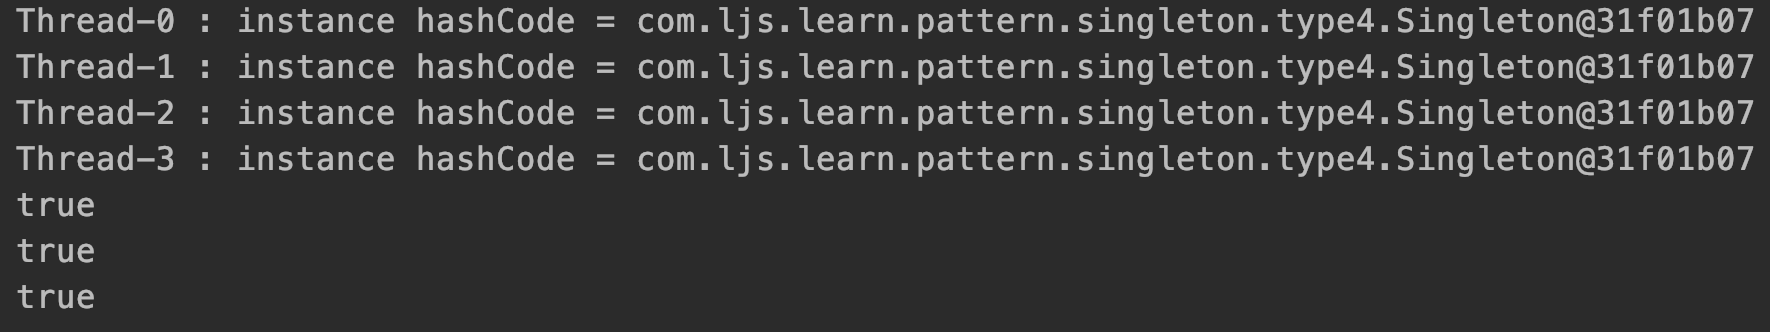 Thread-0 : instance hashCode = com.ljs.learn.pattern.singleton.type4.Singleton@31f01b07
Thread-1 : instance hashCode = com.ljs.learn.pattern.singleton.type4.Singleton@31f01b07
Thread-2 : instance hashCode = com.ljs.learn.pattern.singleton.type4.Singleton@31f01b07
Thread-3 : instance hashCode = com.ljs.learn.pattern.singleton.type4.Singleton@31f01b07
true
true
true